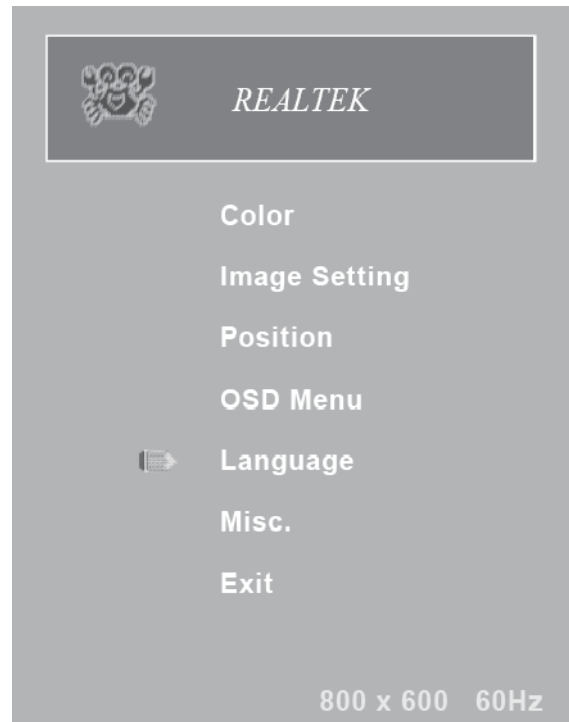 REALTEK
Color
Image Setting
Position
OSD Menu
Language
Misc.
Exit
800 x 600 60Hz